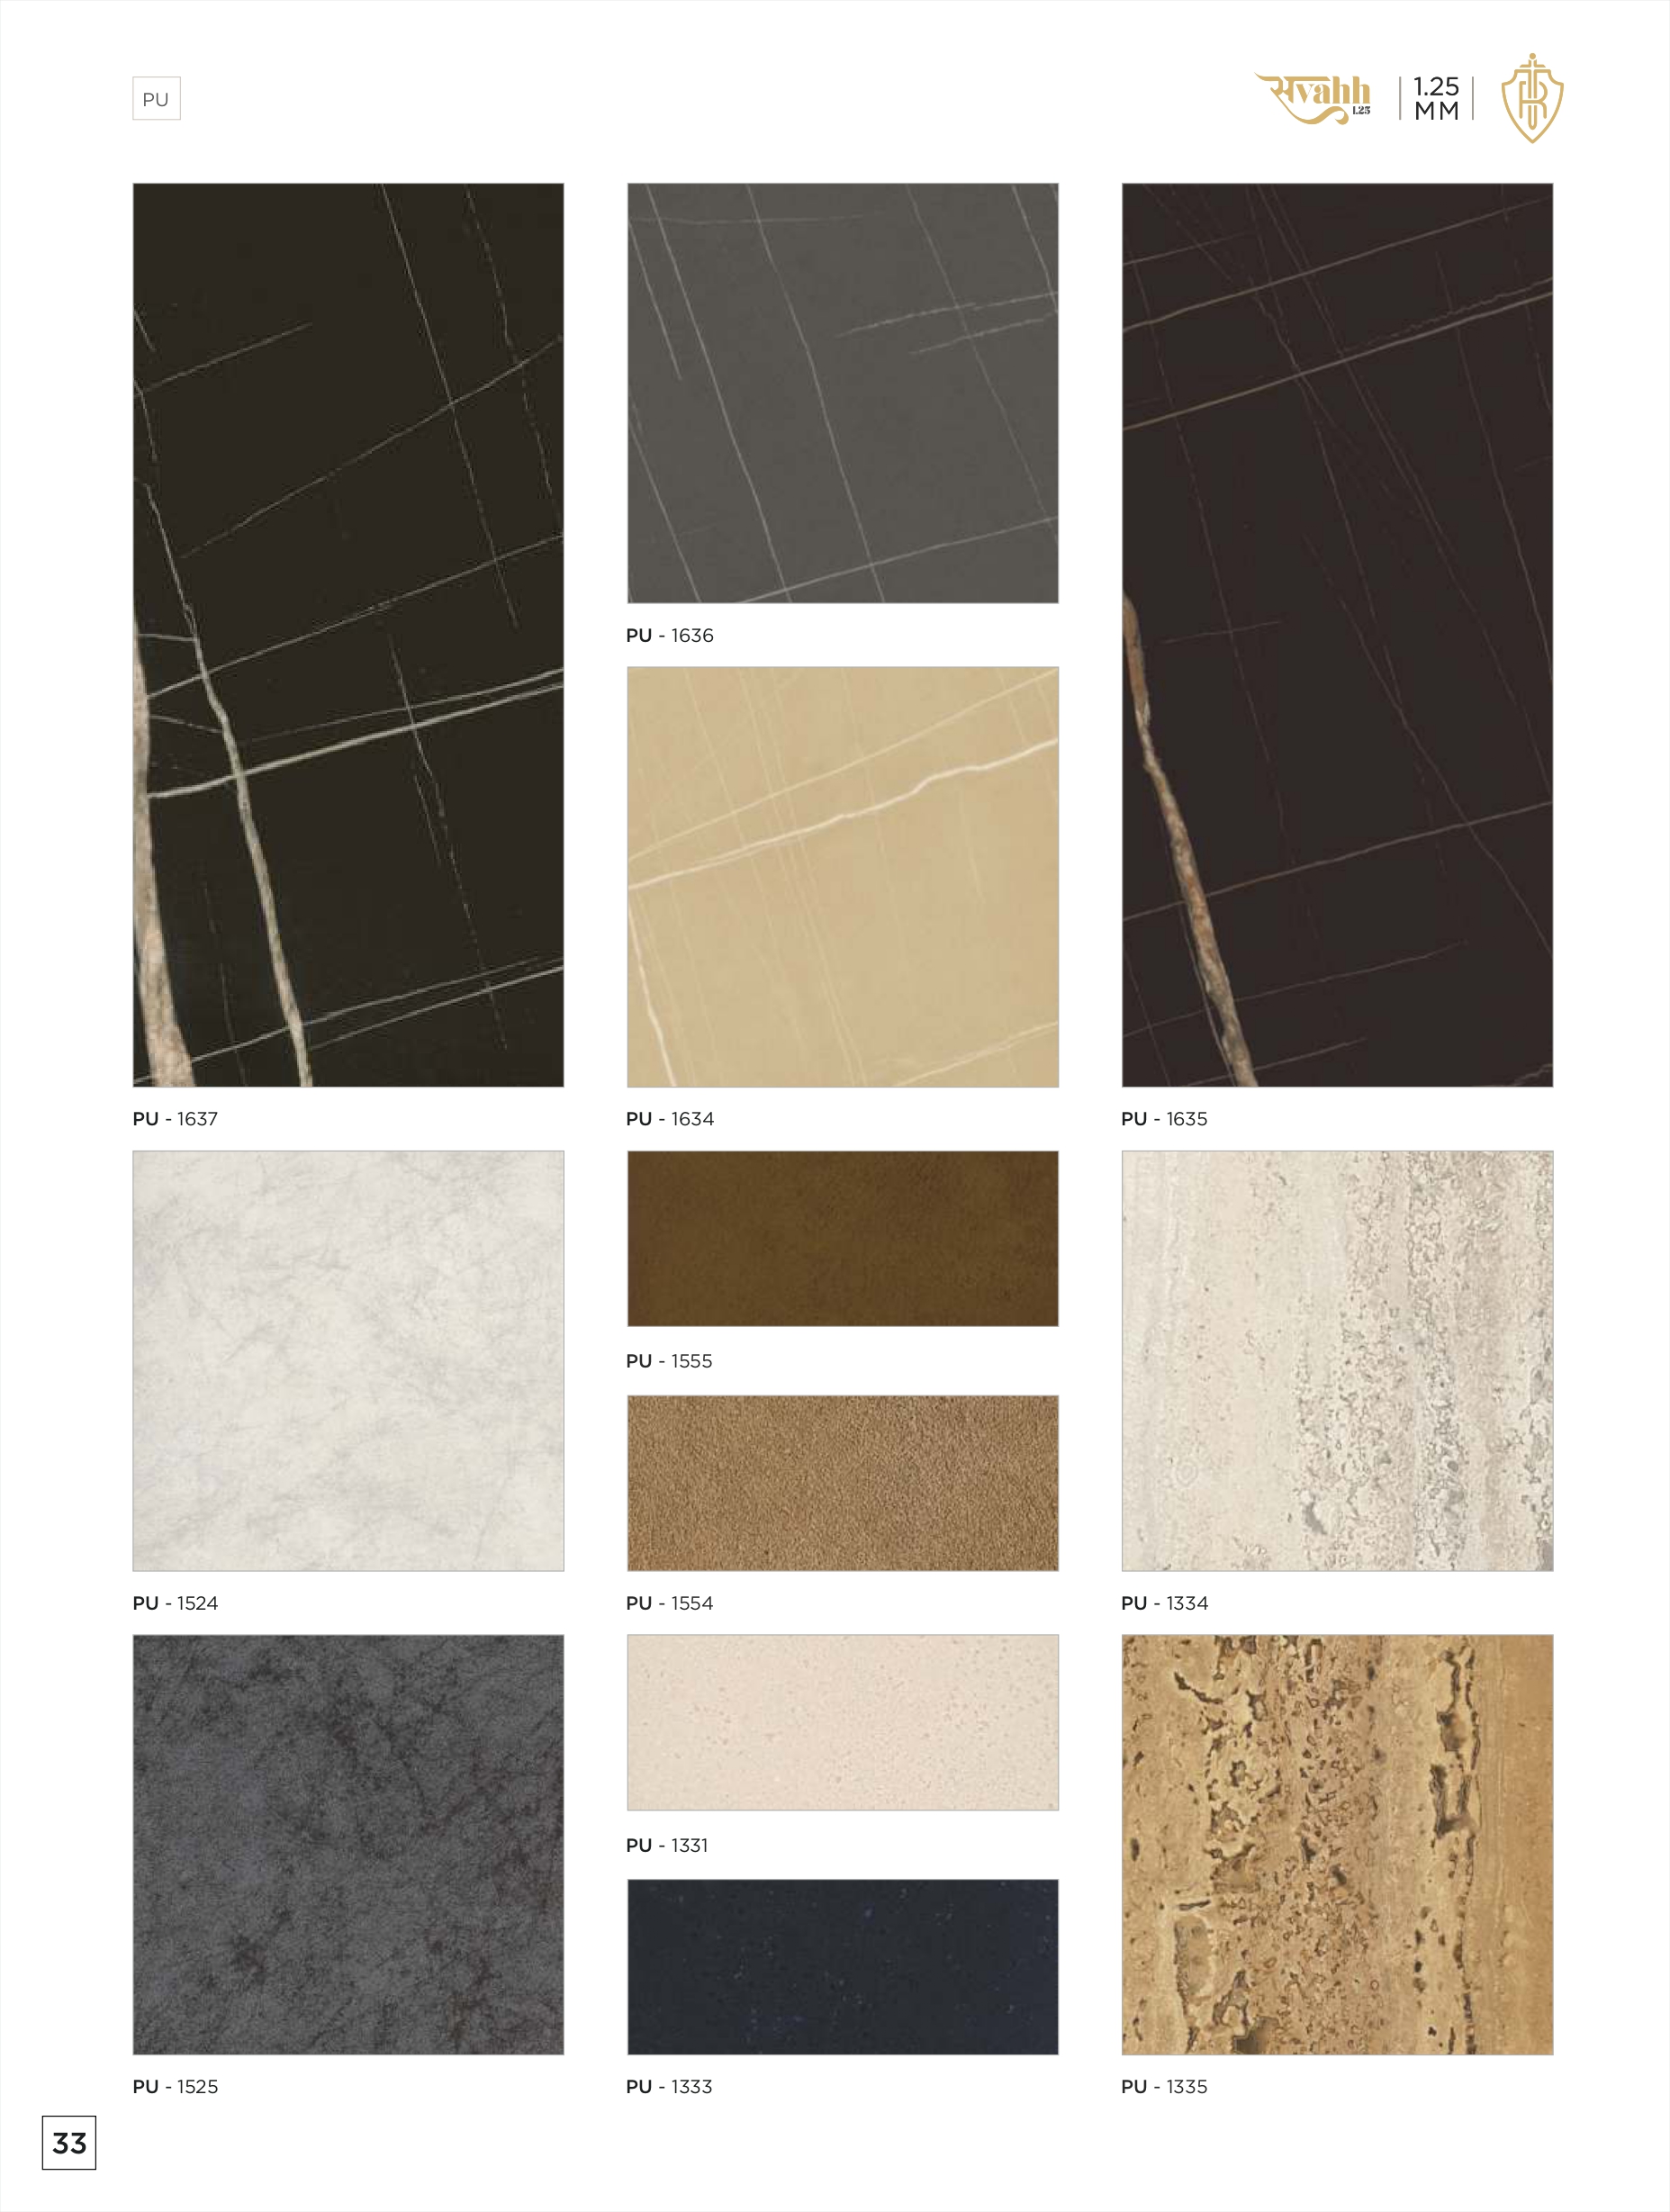 PU
स्वahh
1.25
1.25
MM
PU - 1636
PU - 1637
PU - 1634
PU - 1635
PU - 1555
PU - 1524
PU - 1554
PU - 1334
PU - 1331
PU - 1525
PU - 1333
PU - 1335
33